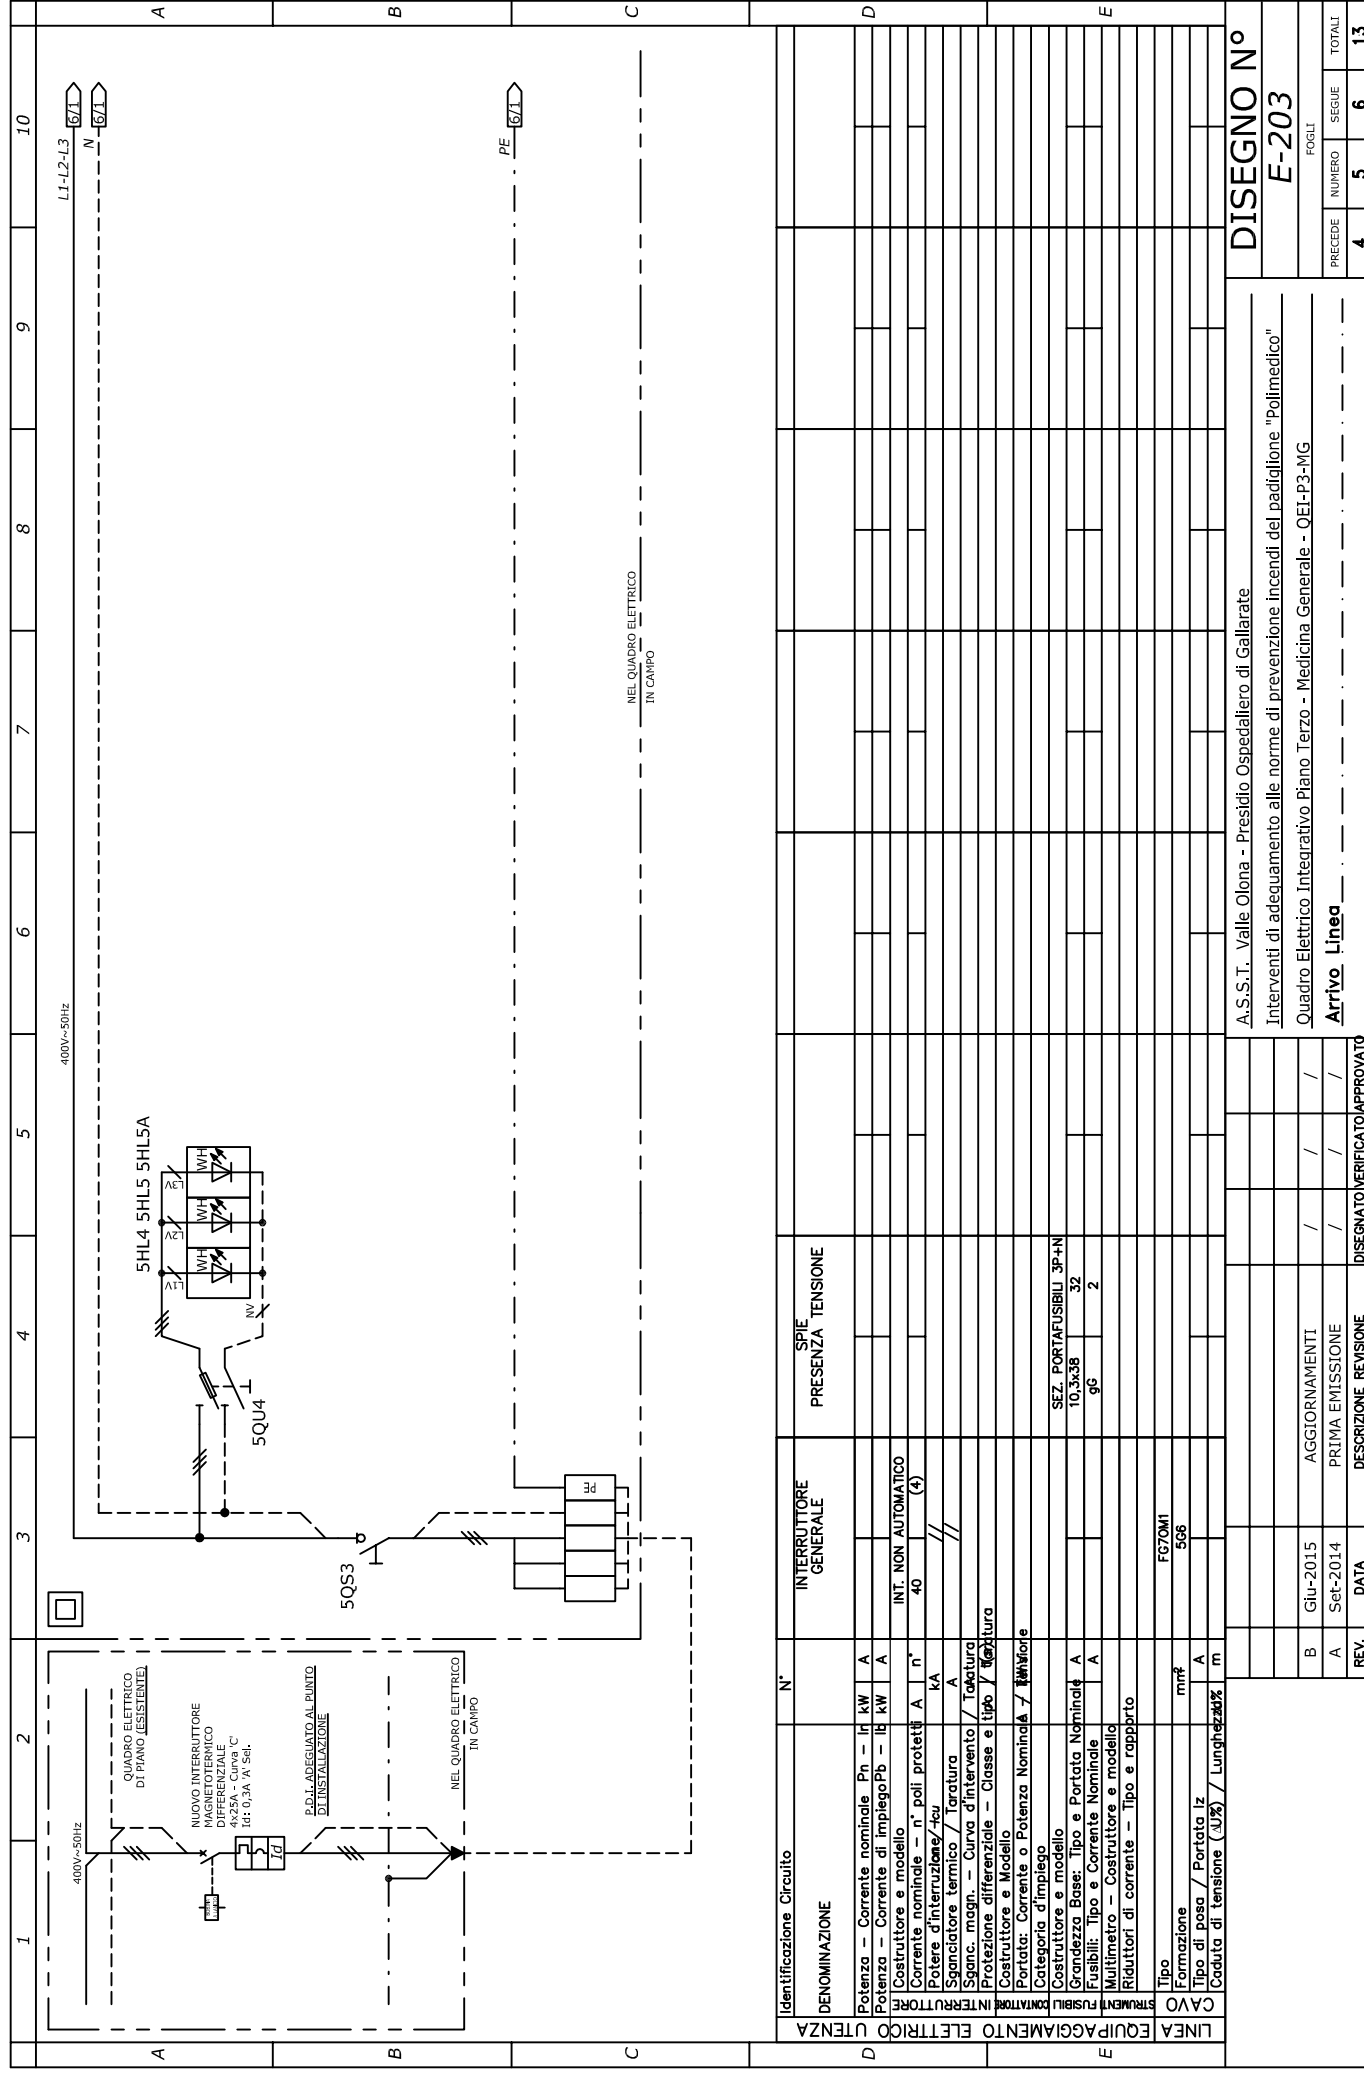 1
2
3
4
5
6
7
8
9
10
A
B
C
D
E
400V~50Hz
QUADRO ELETTRICO
DI PIANO (ESISTENTE)
NUOVO INTERRUTTORE
MAGNETOTERMICO
DIFFERENZIALE
4x25A - Curva 'C'
Id: 0,3A 'A' Sel.
Id
P.D.I. ADEGUATO AL PUNTO
DI INSTALLAZIONE
NEL QUADRO ELETTRICO
IN CAMPO
5QS3
PE
5QU4
NV
5HL4 5HL5 5HL5A
L1V
L2V
L3V
WH
WH
WH
400V~50Hz
L1-L2-L3
6/1
N
6/1
PE
6/1
NEL QUADRO ELETTRICO
IN CAMPO
Identificazione Circuito N°
DENOMINAZIONE
INTERRUTTORE
GENERALE
SPIE
PRESENZA TENSIONE
UTENZA
Potenza – Corrente nominale Pn – In kW A
Potenza – Corrente di impiegoPb – Ib kW A
EQUIPAGGIAMENTO ELETTRICO
INTERRUTTORE
Costruttore e modello INT. NON AUTOMATICO
Corrente nominale – n° poli protetti A n° 40 (4)
Potere d'interruzione/Icu kA //
Sganciatore termico / Taratura A //
Sganc. magn. – Curva d'intervento / Taratura
Protezione differenziale – Classe e tipo / Taratura
CONTATTORE
Costruttore e Modello
Portata: Corrente o Potenza Nominale / Tensione
Categoria d'impiego
FUSIBILI
Costruttore e modello SEZ. PORTAFUSIBILI 3P+N
Grandezza Base: Tipo e Portata Nominale A 10,3x38 32
Fusibili: Tipo e Corrente Nominale A gG 2
STRUMENTI
Multimetro – Costruttore e modello
Riduttori di corrente – Tipo e rapporto
LINEA
CAVO
Tipo FG7OM1
Formazione mm² 5G6
Tipo di posa / Portata Iz A
Caduta di tensione (ΔU%) / Lunghezza m
B Giu-2015 AGGIORNAMENTI / / /
A Set-2014 PRIMA EMISSIONE / / /
REV. DATA DESCRIZIONE REVISIONE DISEGNATO VERIFICATO APPROVATO
A.S.S.T. Valle Olona - Presidio Ospedaliero di Gallarate
Interventi di adeguamento alle norme di prevenzione incendi del padiglione "Polimedico"
Quadro Elettrico Integrativo Piano Terzo - Medicina Generale - QEI-P3-MG
Arrivo Linea
DISEGNO N°
E-203
FOGLI
PRECEDE NUMERO SEGUE TOTALI
4 5 6 13
A
B
C
D
E